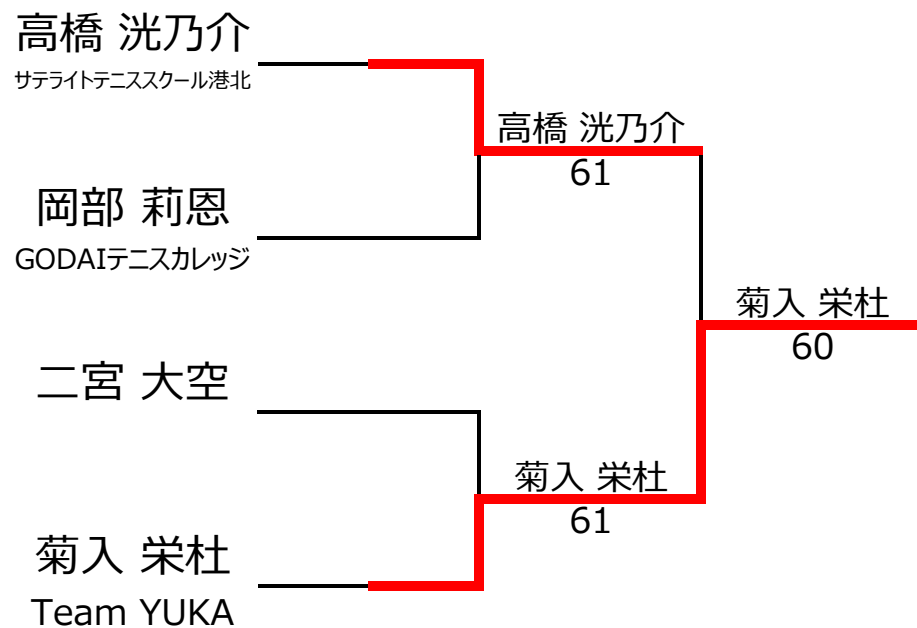 高橋 洸乃介
サテライトテニススクール港北
高橋 洸乃介
61
岡部 莉恩
GODAIテニスカレッジ
菊入 栄杜
60
二宮 大空
菊入 栄杜
61
菊入 栄杜
Team YUKA